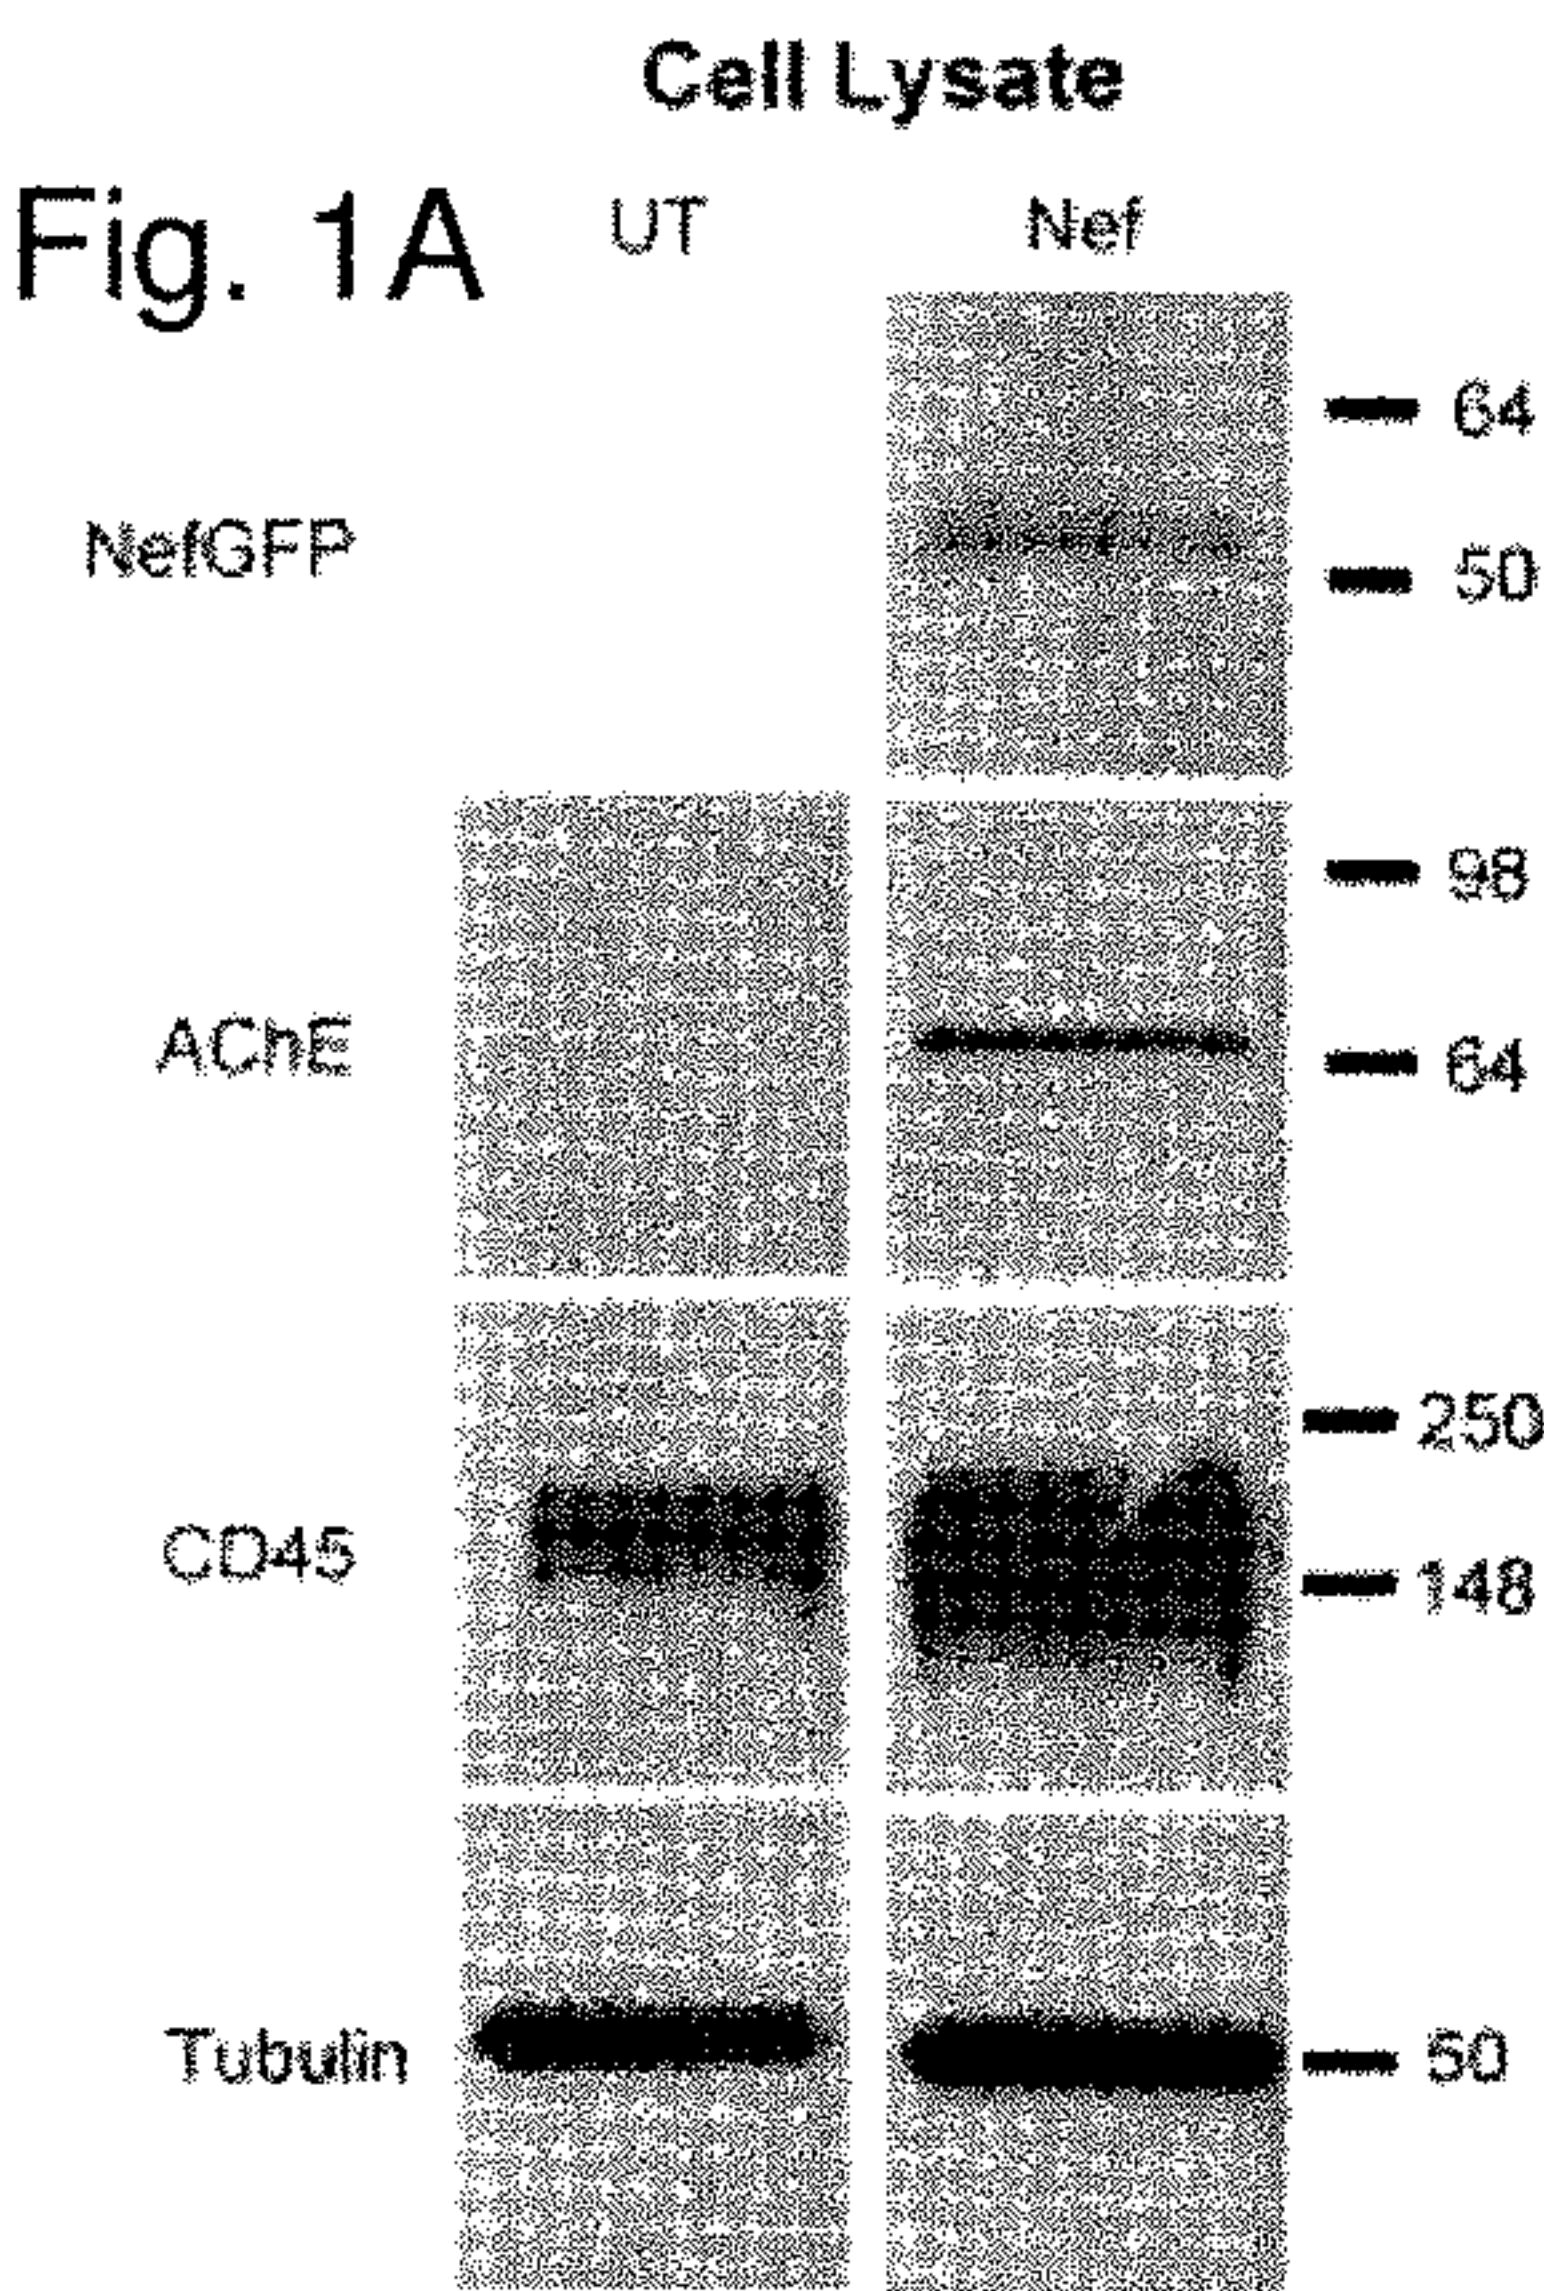 Cell Lysate
Fig. 1A
UT Nef
64
NefGFP
50
98
AChE
64
250
CD45
148
Tubulin
50